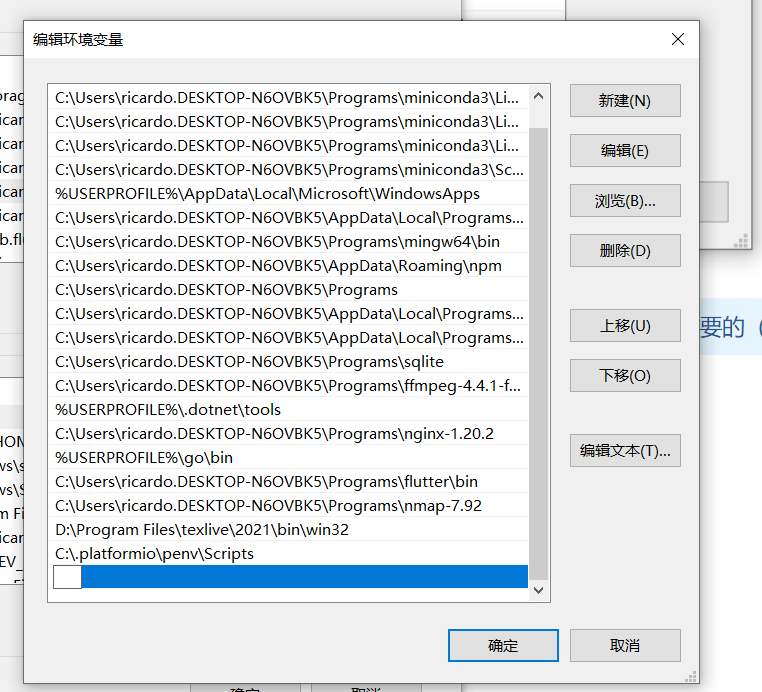 编辑环境变量
C:\Users\ricardo.DESKTOP-N6OVBK5\Programs\miniconda3\Li...
C:\Users\ricardo.DESKTOP-N6OVBK5\Programs\miniconda3\Li...
C:\Users\ricardo.DESKTOP-N6OVBK5\Programs\miniconda3\Li...
C:\Users\ricardo.DESKTOP-N6OVBK5\Programs\miniconda3\Sc...
%USERPROFILE%\AppData\Local\Microsoft\WindowsApps
C:\Users\ricardo.DESKTOP-N6OVBK5\AppData\Local\Programs...
C:\Users\ricardo.DESKTOP-N6OVBK5\Programs\mingw64\bin
C:\Users\ricardo.DESKTOP-N6OVBK5\AppData\Roaming\npm
C:\Users\ricardo.DESKTOP-N6OVBK5\Programs
C:\Users\ricardo.DESKTOP-N6OVBK5\AppData\Local\Programs...
C:\Users\ricardo.DESKTOP-N6OVBK5\AppData\Local\Programs...
C:\Users\ricardo.DESKTOP-N6OVBK5\Programs\sqlite
C:\Users\ricardo.DESKTOP-N6OVBK5\Programs\ffmpeg-4.4.1-f...
%USERPROFILE%\.dotnet\tools
C:\Users\ricardo.DESKTOP-N6OVBK5\Programs\nginx-1.20.2
%USERPROFILE%\go\bin
C:\Users\ricardo.DESKTOP-N6OVBK5\Programs\flutter\bin
C:\Users\ricardo.DESKTOP-N6OVBK5\Programs\nmap-7.92
D:\Program Files\texlive\2021\bin\win32
C:\.platformio\penv\Scripts
新建(N)
编辑(E)
浏览(B)...
删除(D)
上移(U)
下移(O)
编辑文本(T)...
确定
取消
要的